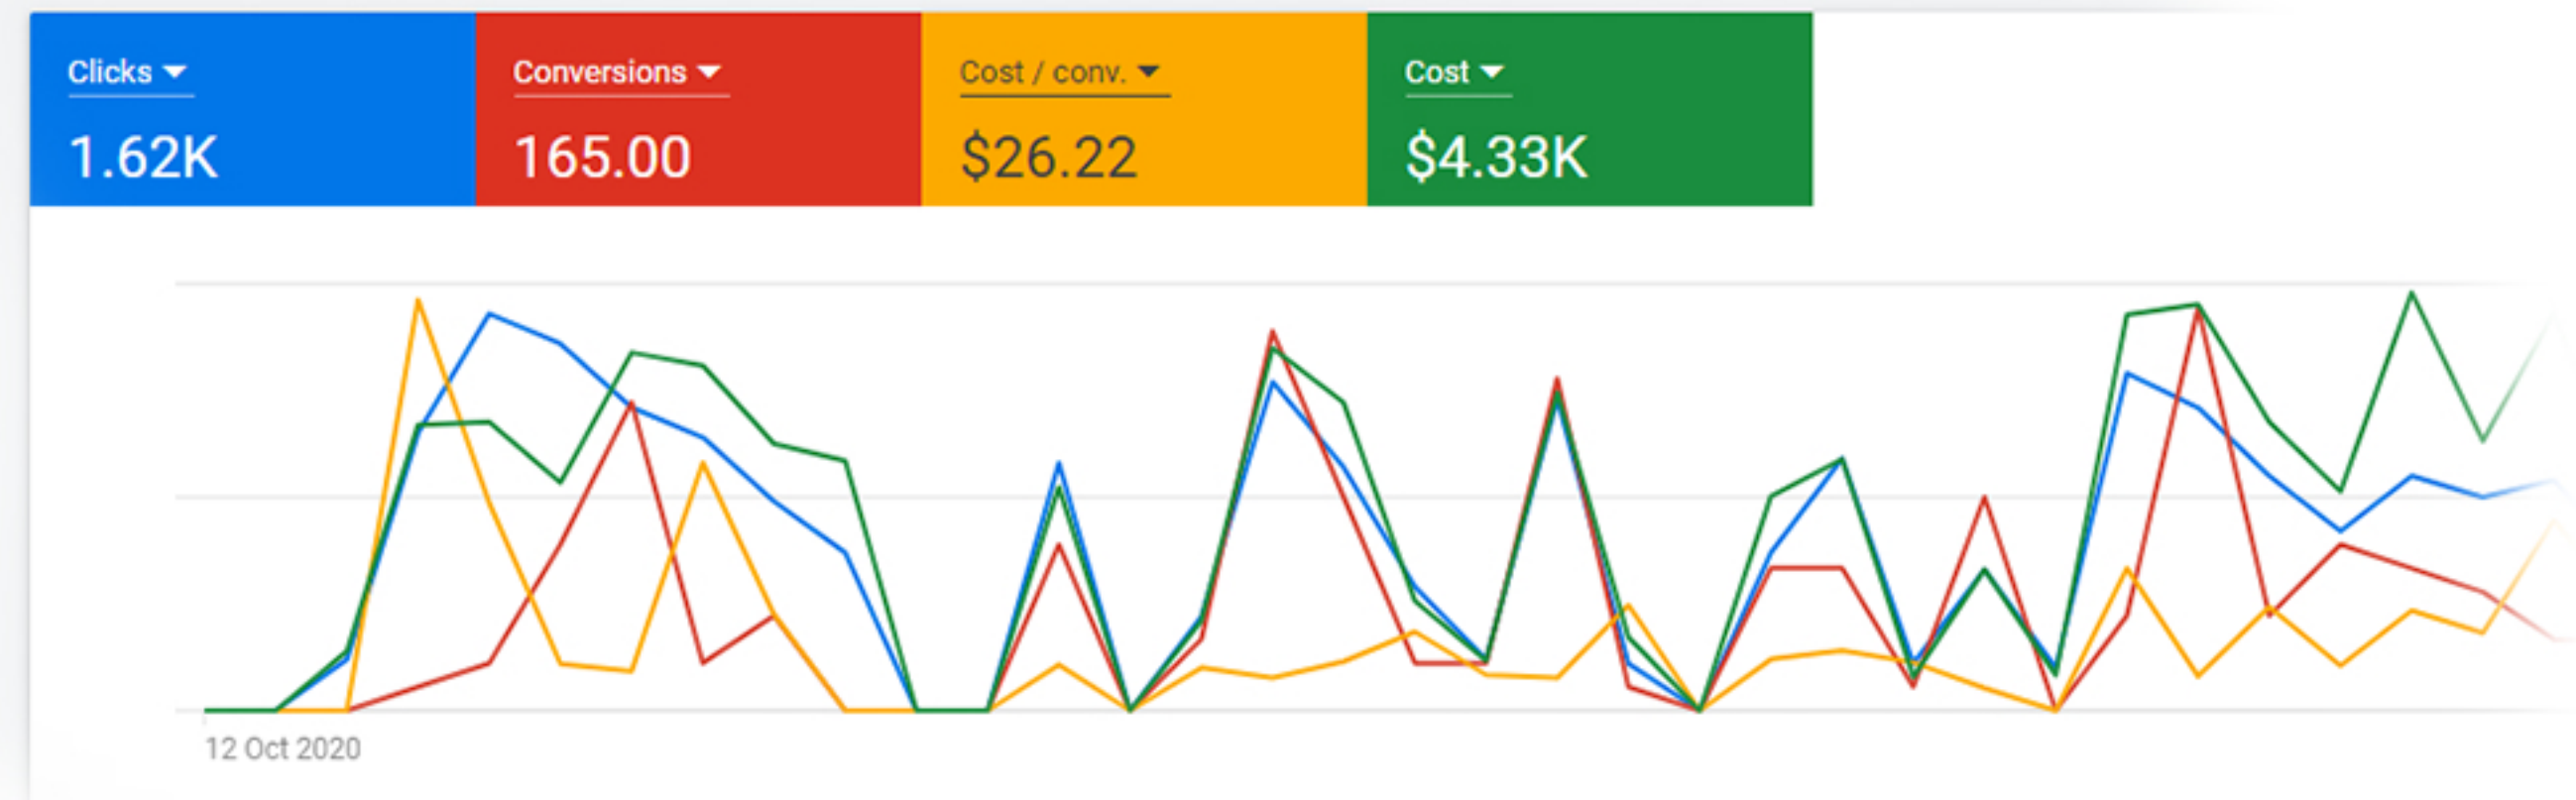 Clicks Conversions Cost / conv. Cost
1.62K 165.00 $26.22 $4.33K
12 Oct 2020